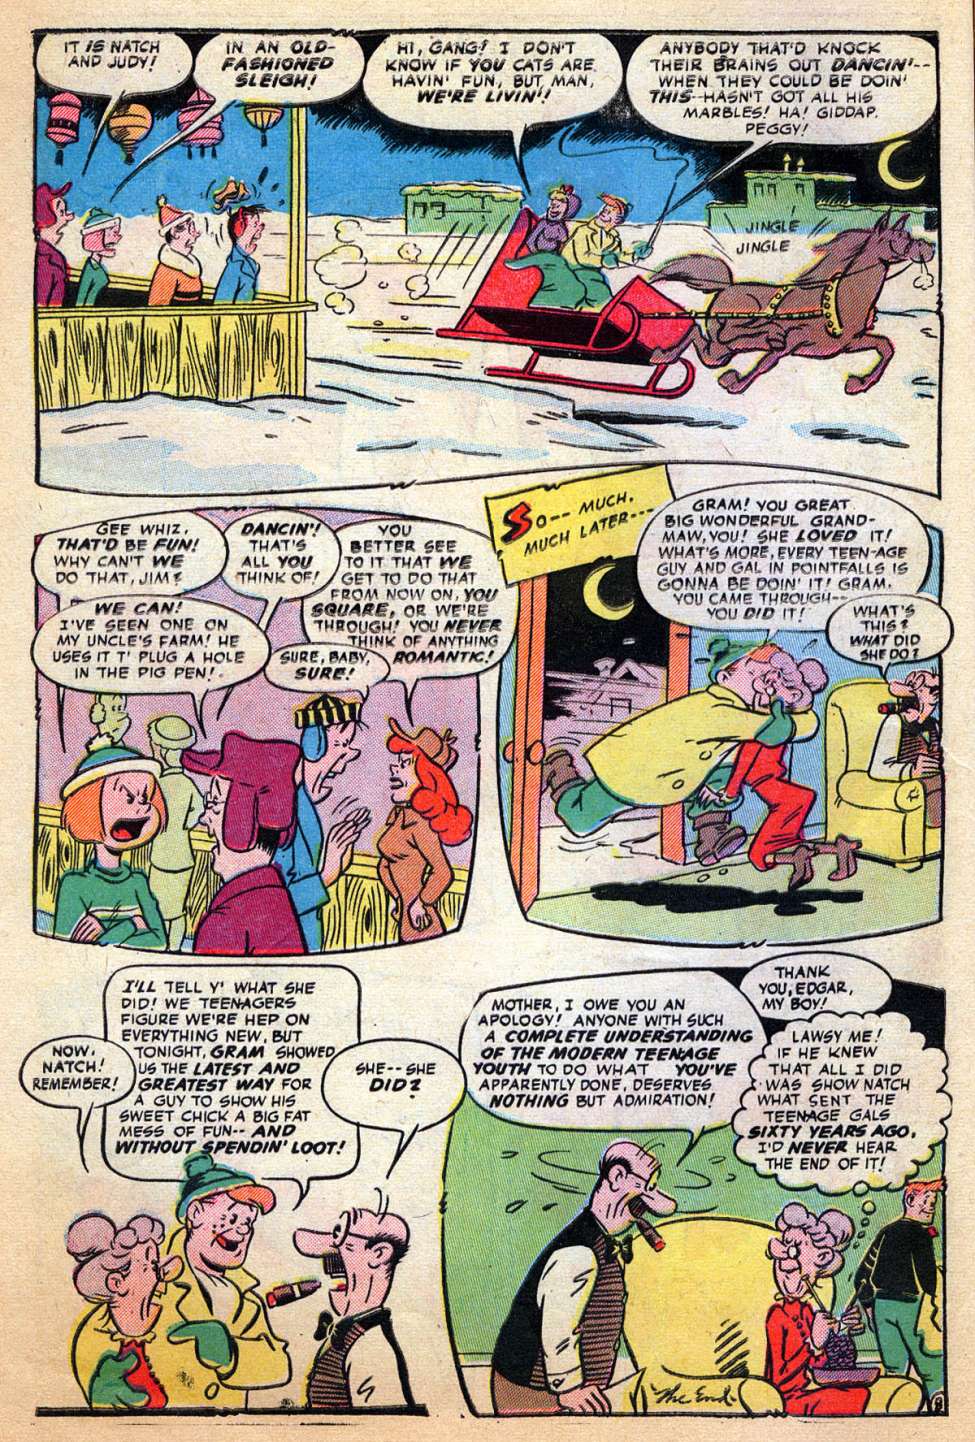 IT IS NATCH
AND JUDY!
IN AN OLD-
FASHIONED
SLEIGH!
HI, GANG! I DON'T
KNOW IF YOU CATS ARE
HAVIN' FUN, BUT MAN,
WE'RE LIVIN'!
ANYBODY THAT'D KNOCK
THEIR BRAINS OUT DANCIN'--
WHEN THEY COULD BE DOIN'
THIS--HASN'T GOT ALL HIS
MARBLES! HA! GIDDAP,
PEGGY!
JINGLE
JINGLE
GEE WHIZ,
THAT'D BE FUN!
WHY CAN'T WE
DO THAT, JIM?
WE CAN!
I'VE SEEN ONE ON
MY UNCLE'S FARM! HE
USES IT T' PLUG A HOLE
IN THE PIG PEN!
DANCIN'!
THAT'S
ALL YOU
THINK OF!
YOU
BETTER SEE
TO IT THAT WE
GET TO DO THAT
FROM NOW ON, YOU
SQUARE, OR WE'RE
THROUGH! YOU NEVER
THINK OF ANYTHING
ROMANTIC!
SURE, BABY,
SURE!
SO-- MUCH,
MUCH LATER---
GRAM! YOU GREAT
BIG WONDERFUL GRAND-
MAW, YOU! SHE LOVED IT!
WHAT'S MORE, EVERY TEEN-AGE
GUY AND GAL IN POINTFALLS IS
GONNA BE DOIN' IT! GRAM,
YOU CAME THROUGH--
YOU DID IT!
WHAT'S
THIS?
WHAT DID
SHE DO?
NOW,
NATCH!
REMEMBER!
I'LL TELL Y' WHAT SHE
DID! WE TEENAGERS
FIGURE WE'RE HEP ON
EVERYTHING NEW, BUT
TONIGHT, GRAM SHOWED
US THE LATEST AND
GREATEST WAY FOR
A GUY TO SHOW HIS
SWEET CHICK A BIG FAT
MESS OF FUN-- AND
WITHOUT SPENDIN' LOOT!
SHE--SHE
DID?
MOTHER, I OWE YOU AN
APOLOGY! ANYONE WITH SUCH
A COMPLETE UNDERSTANDING
OF THE MODERN TEENAGE
YOUTH TO DO WHAT YOU'VE
APPARENTLY DONE, DESERVES
NOTHING BUT ADMIRATION!
THANK
YOU, EDGAR,
MY BOY!
LAWSY ME!
IF HE KNEW
THAT ALL I DID
WAS SHOW NATCH
WHAT SENT THE
TEENAGE GALS
SIXTY YEARS AGO,
I'D NEVER HEAR
THE END OF IT!
The End
8